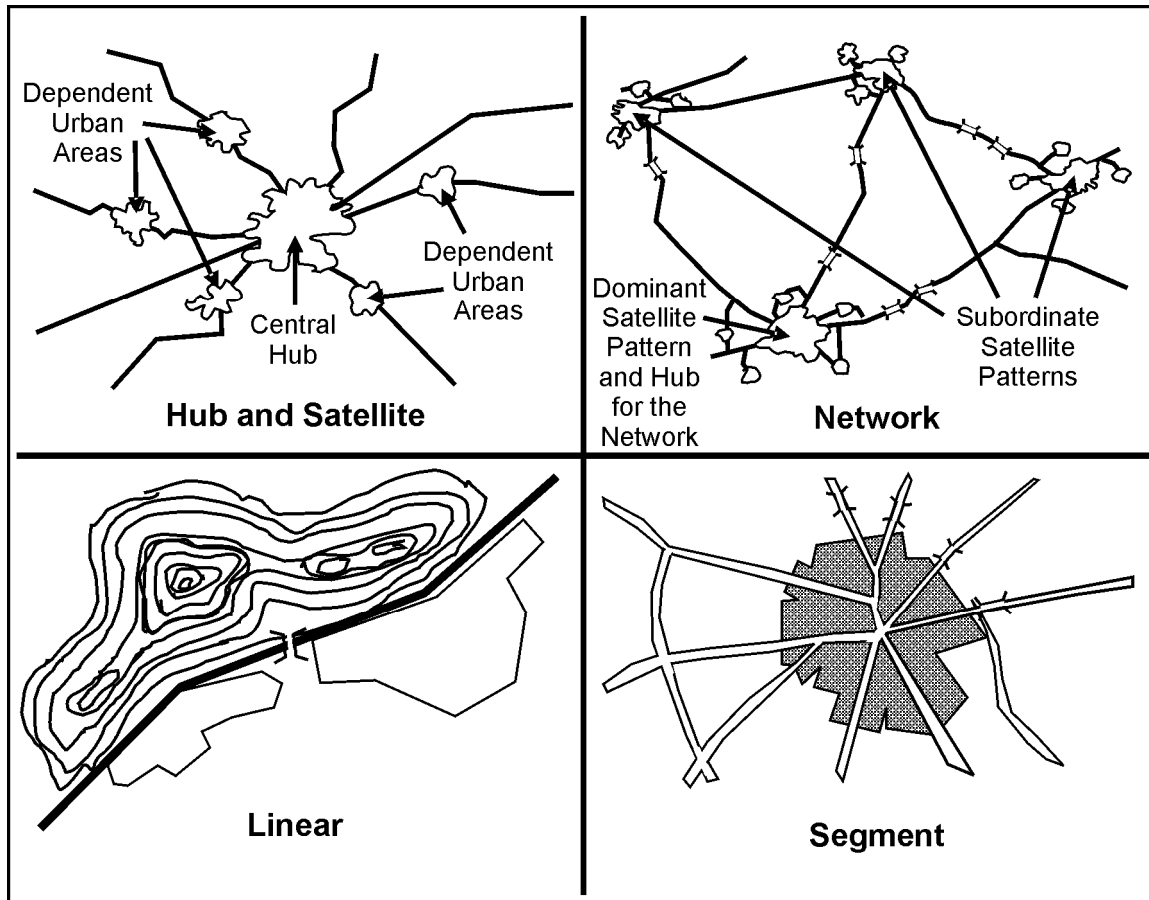 Dependent
Urban
Areas
Dependent
Urban
Areas
Central
Hub
Hub and Satellite
Dominant
Satellite
Pattern
and Hub
for the
Network
Subordinate
Satellite
Patterns
Network
Linear
Segment